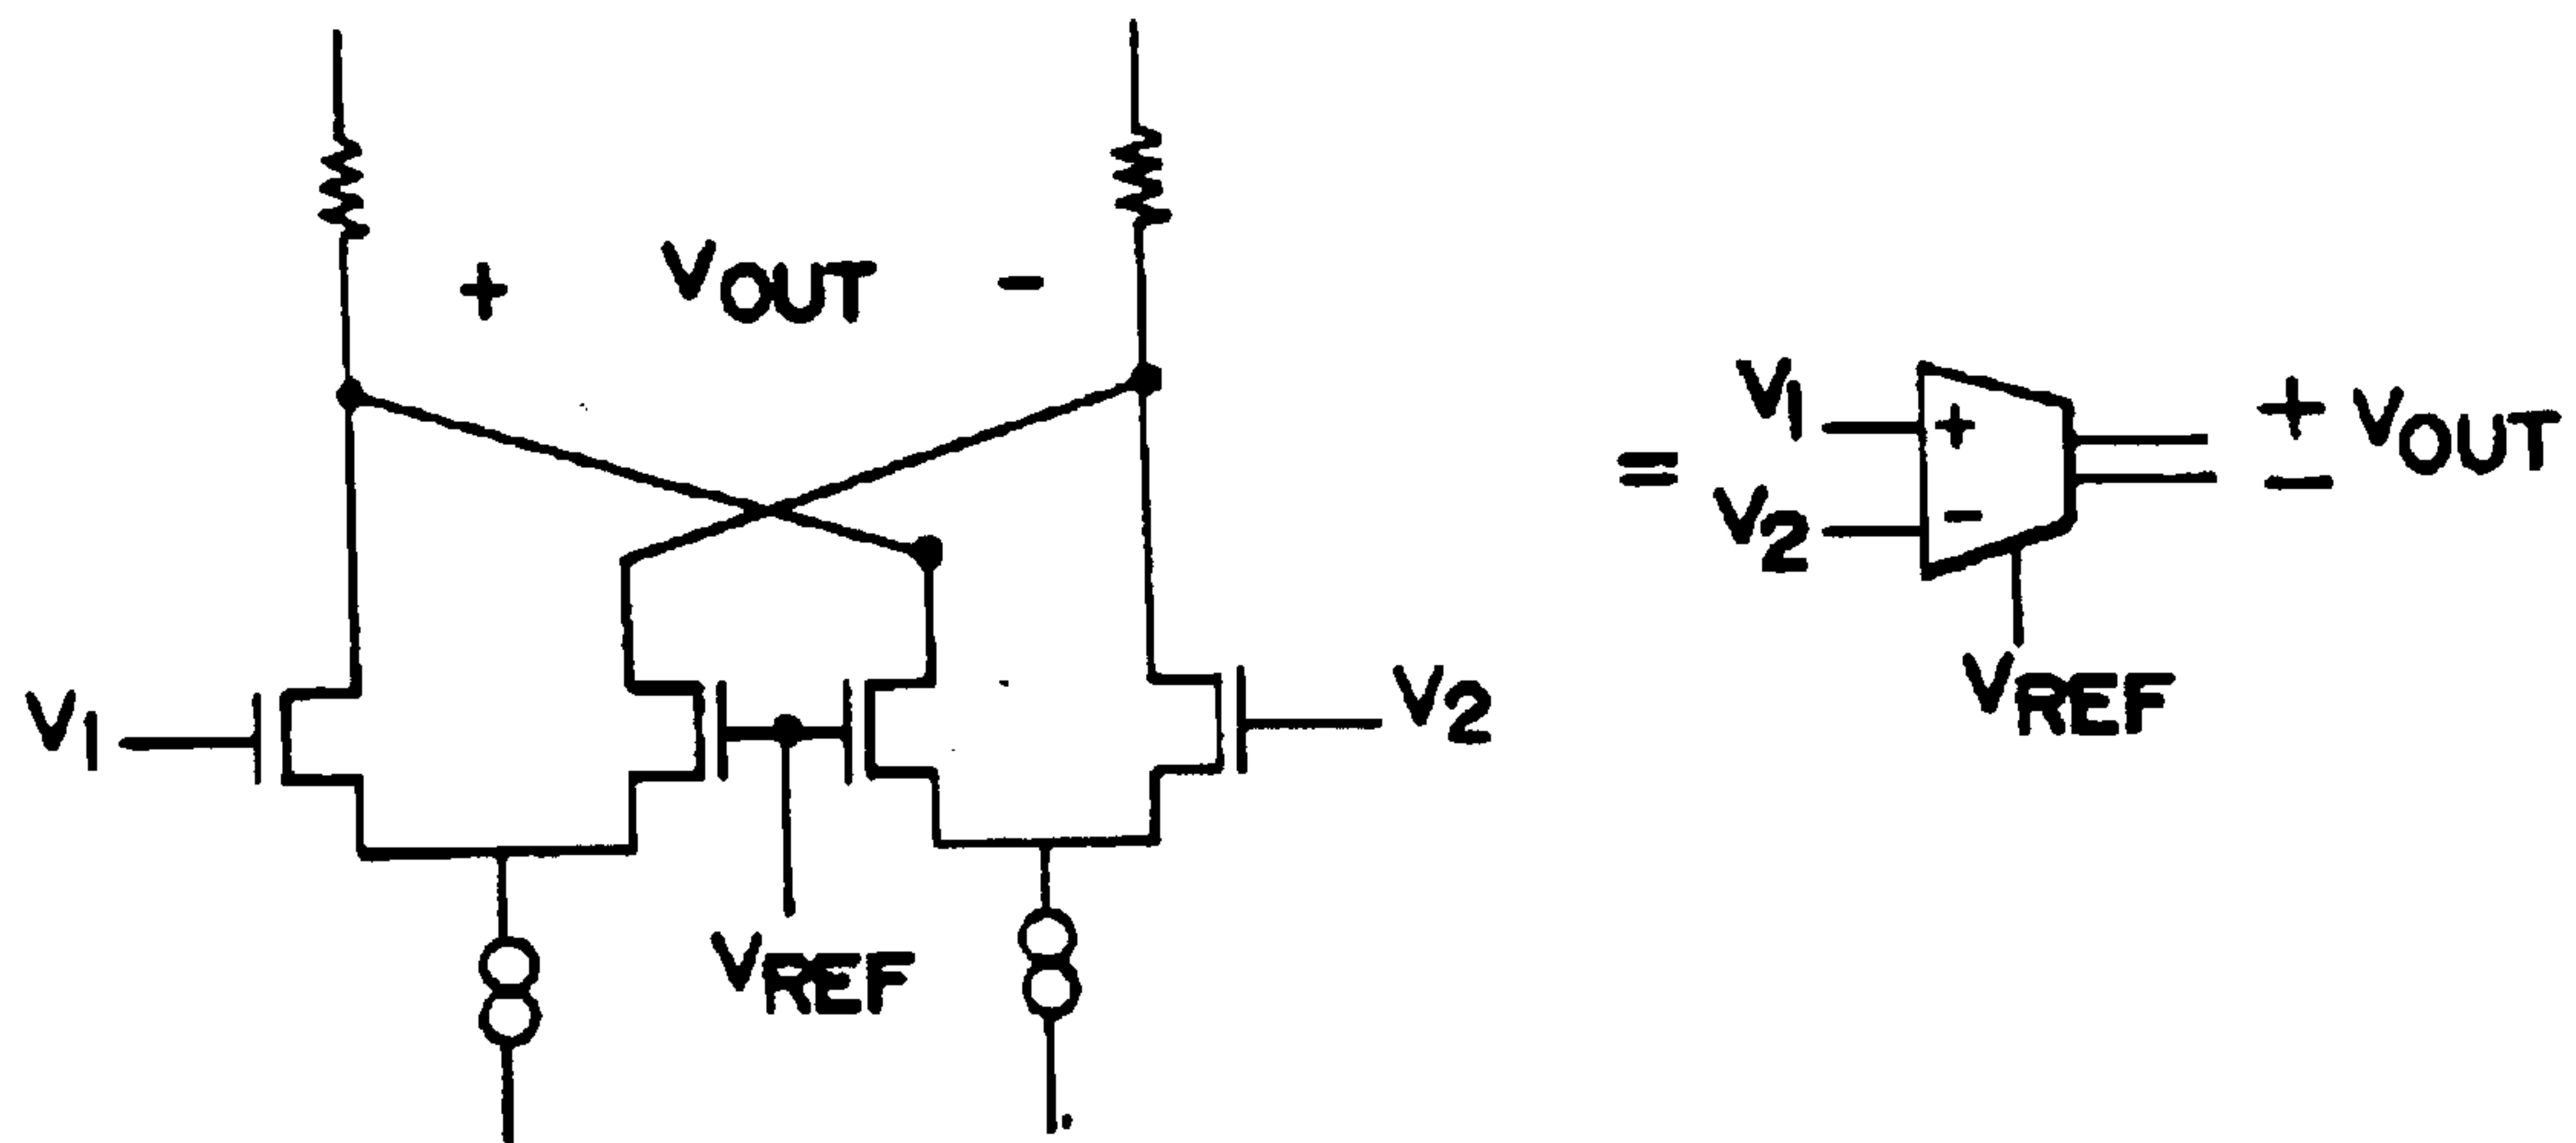 + VOUT -
V1
V2
VREF
=
V1
+
V2
-
+ VOUT
-
VREF